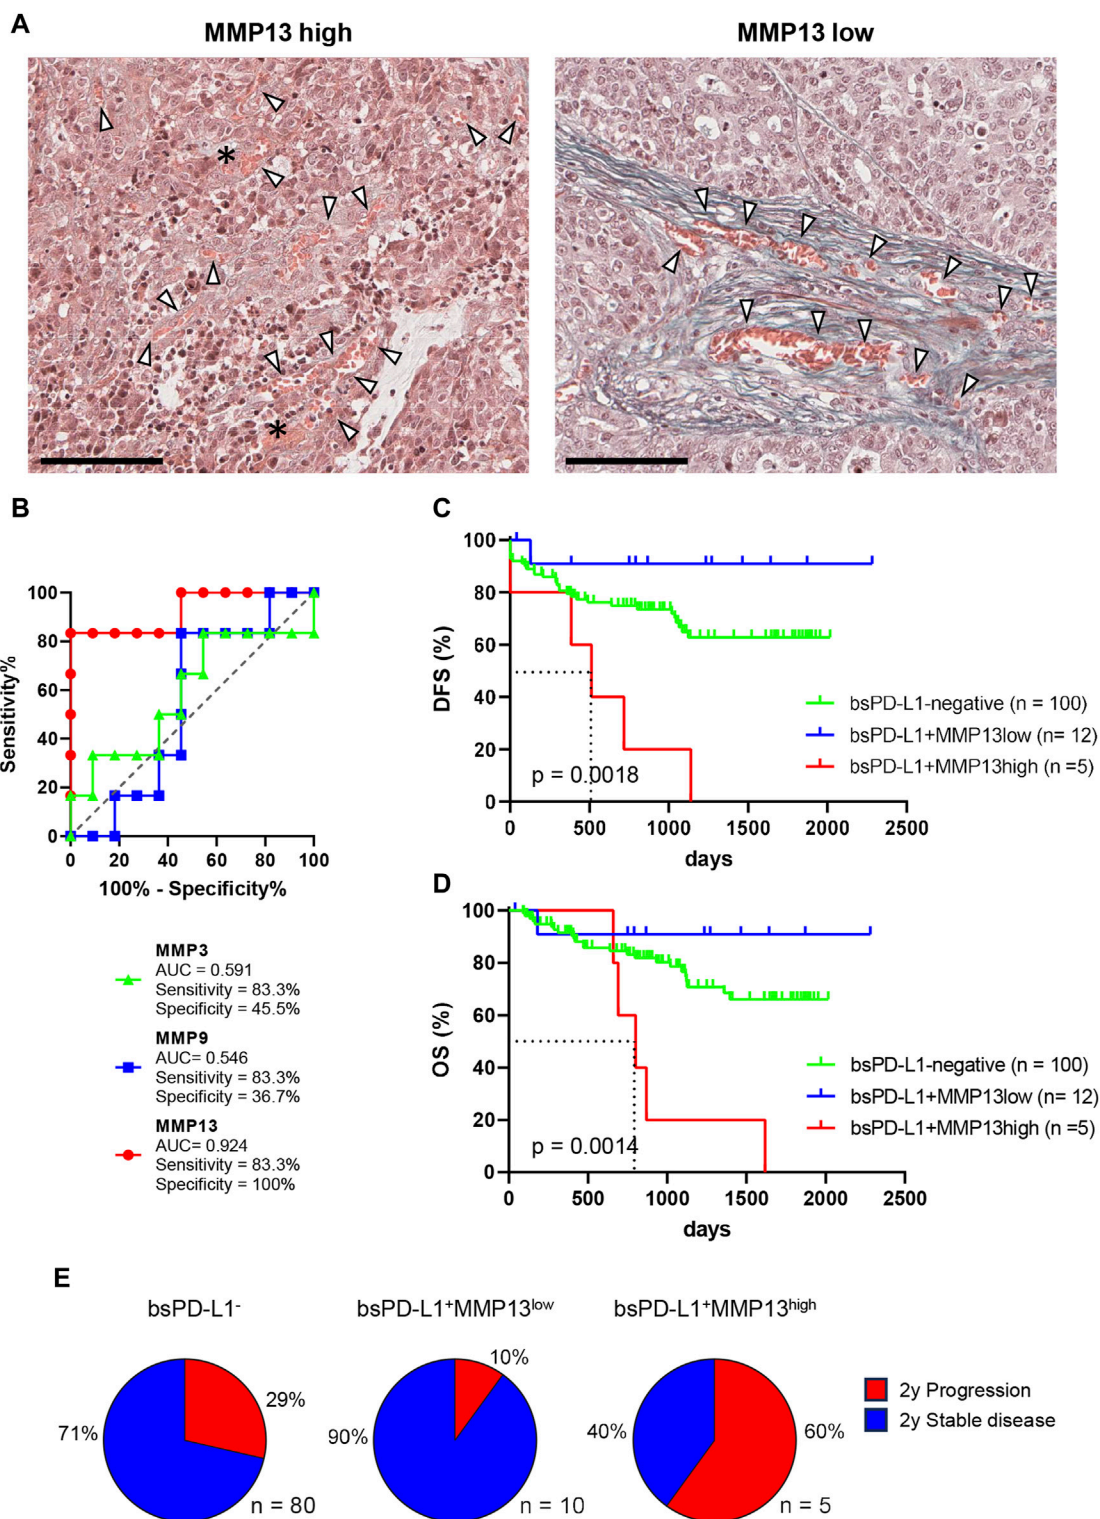 A
MMP13 high
MMP13 low
*
*
B
Sensitivity%
100
80
60
40
20
0
0 20 40 60 80 100
100% - Specificity%
MMP3
AUC = 0.591
Sensitivity = 83.3%
Specificity = 45.5%
MMP9
AUC= 0.546
Sensitivity = 83.3%
Specificity = 36.7%
MMP13
AUC= 0.924
Sensitivity = 83.3%
Specificity = 100%
C
DFS (%)
100
80
60
40
20
0
p = 0.0018
0 500 1000 1500 2000 2500
days
bsPD-L1-negative (n = 100)
bsPD-L1+MMP13low (n= 12)
bsPD-L1+MMP13high (n =5)
D
OS (%)
100
80
60
40
20
0
p = 0.0014
0 500 1000 1500 2000 2500
days
bsPD-L1-negative (n = 100)
bsPD-L1+MMP13low (n= 12)
bsPD-L1+MMP13high (n =5)
E
bsPD-L1⁻
71%
29%
n = 80
bsPD-L1⁺MMP13ˡᵒʷ
10%
90%
n = 10
bsPD-L1⁺MMP13ʰⁱᵍʰ
40%
60%
n = 5
2y Progression
2y Stable disease